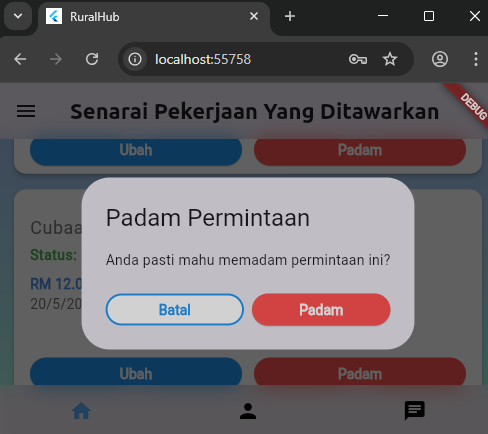 RuralHub
localhost:55758
DEBUG
Senarai Pekerjaan Yang Ditawarkan
Ubah Padam
Padam Permintaan
Cubaa
Status:
Anda pasti mahu memadam permintaan ini?
RM 12.0
20/5/20
Batal Padam
Ubah Padam